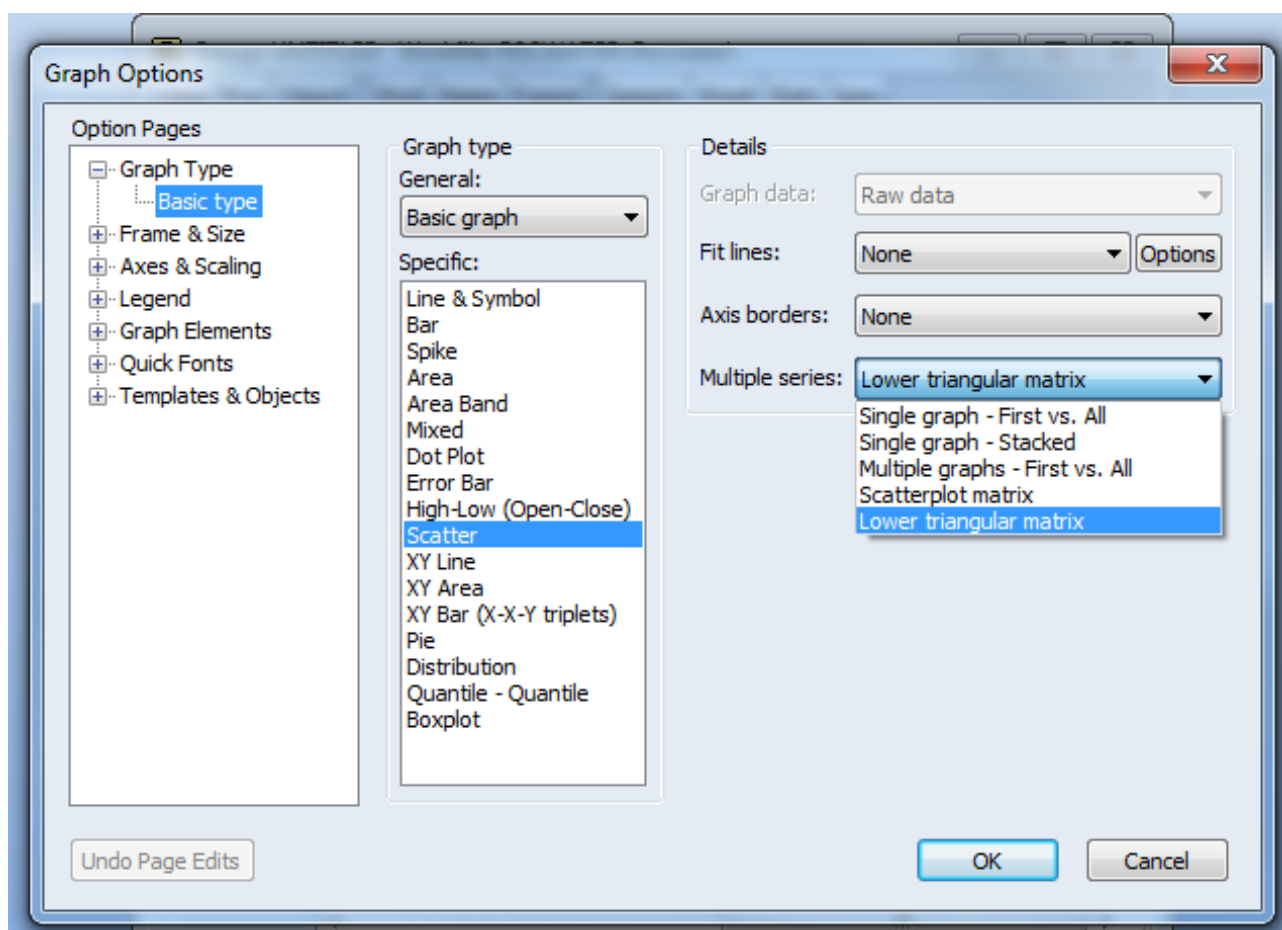 Graph Options
Option Pages
Graph Type
Basic type
Frame & Size
Axes & Scaling
Legend
Graph Elements
Quick Fonts
Templates & Objects
Graph type
General:
Basic graph
Specific:
Line & Symbol
Bar
Spike
Area
Area Band
Mixed
Dot Plot
Error Bar
High-Low (Open-Close)
Scatter
XY Line
XY Area
XY Bar (X-X-Y triplets)
Pie
Distribution
Quantile - Quantile
Boxplot
Details
Graph data: Raw data
Fit lines: None Options
Axis borders: None
Multiple series: Lower triangular matrix
Single graph - First vs. All
Single graph - Stacked
Multiple graphs - First vs. All
Scatterplot matrix
Lower triangular matrix
Undo Page Edits
OK
Cancel